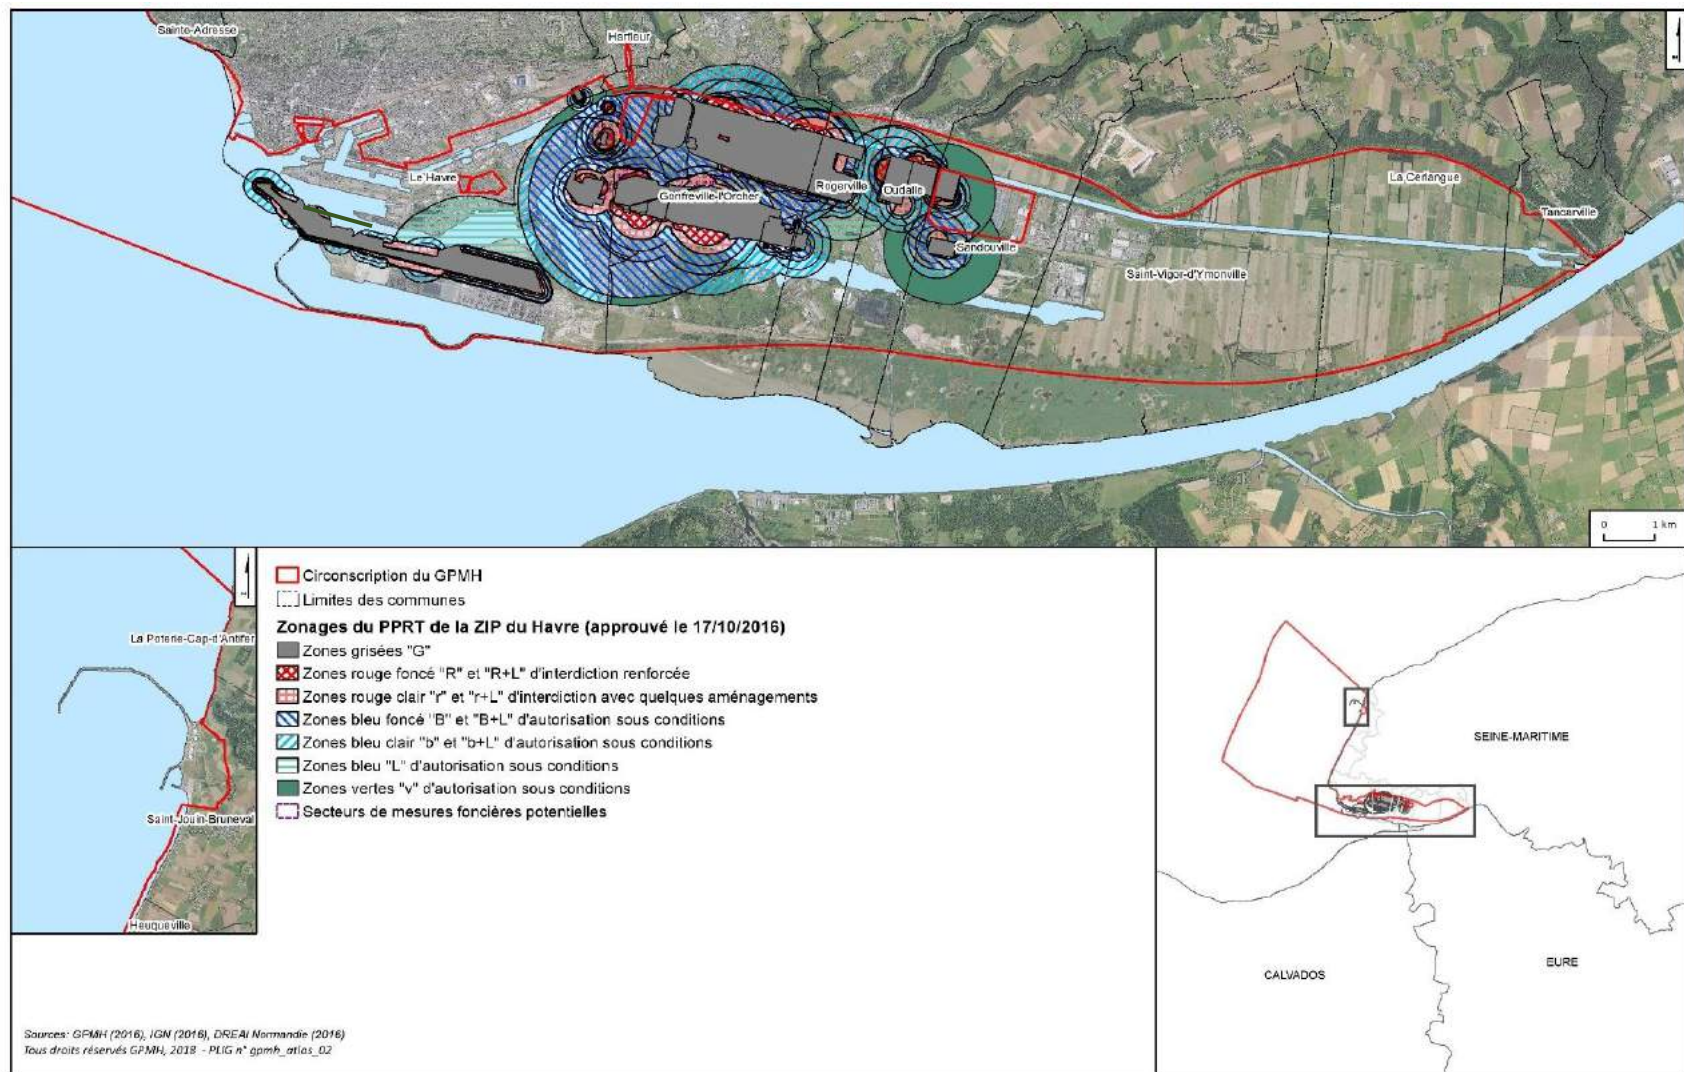 Sainte-Adresse
Harfleur
Le Havre
Gonfreville-l'Orcher
Rogerville
Oudalle
Sandouville
Saint-Vigor-d'Ymonville
La Cerlangue
Tancarville
0 1 km
La Poterie-Cap-d'Antifer
Saint-Jouin-Bruneval
Heuqueville
Circonscription du GPMH
Limites des communes
Zonages du PPRT de la ZIP du Havre (approuvé le 17/10/2016)
Zones grisées "G"
Zones rouge foncé "R" et "R+L" d'interdiction renforcée
Zones rouge clair "r" et "r+L" d'interdiction avec quelques aménagements
Zones bleu foncé "B" et "B+L" d'autorisation sous conditions
Zones bleu clair "b" et "b+L" d'autorisation sous conditions
Zones bleu "L" d'autorisation sous conditions
Zones vertes "v" d'autorisation sous conditions
Secteurs de mesures foncières potentielles
SEINE-MARITIME
CALVADOS
EURE
Sources: GPMH (2016), IGN (2016), DREAL Normandie (2016)
Tous droits réservés GPMH, 2018 - PLIG n° gpmh_atlas_02